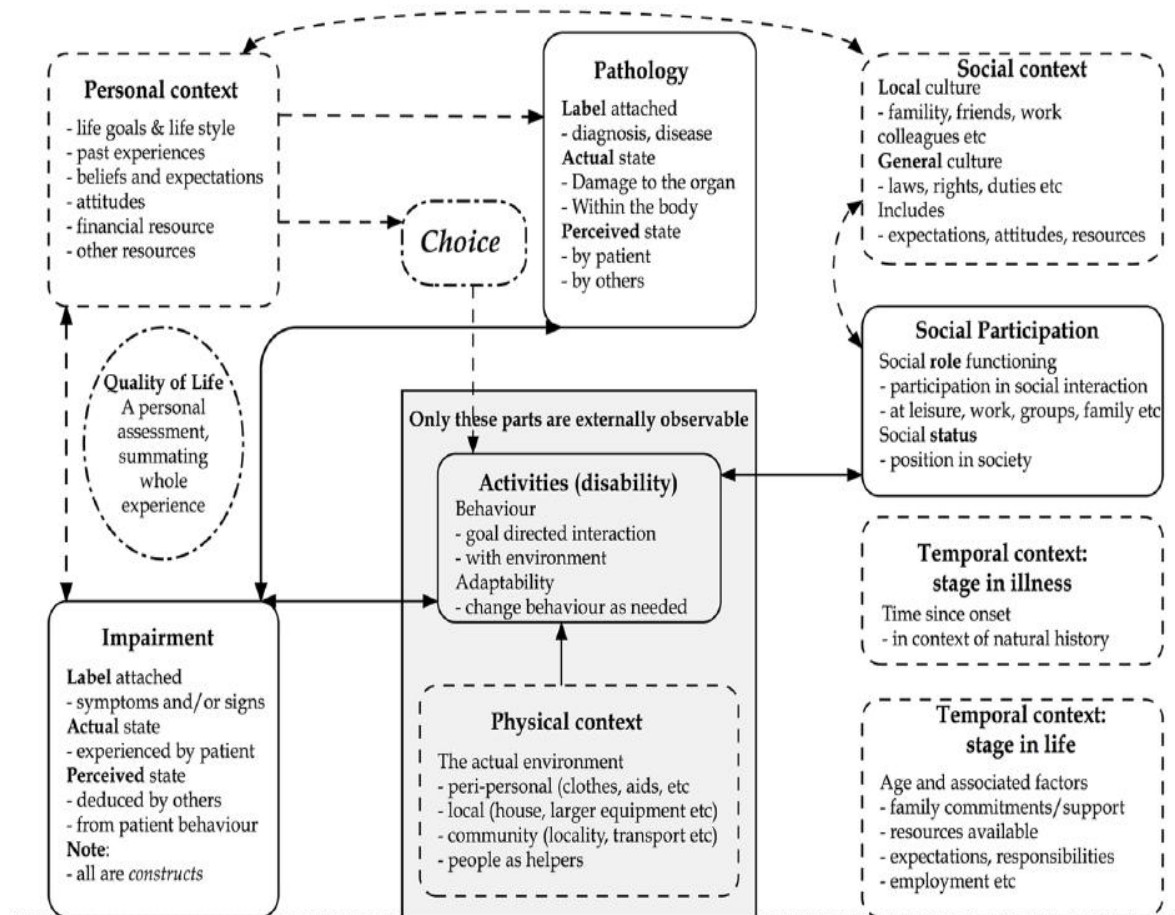 Personal context
- life goals & life style
- past experiences
- beliefs and expectations
- attitudes
- financial resource
- other resources
Pathology
Label attached
- diagnosis, disease
Actual state
- Damage to the organ
- Within the body
Perceived state
- by patient
- by others
Social context
Local culture
- famility, friends, work
colleagues etc
General culture
- laws, rights, duties etc
Includes
- expectations, attitudes, resources
Choice
Quality of Life
A personal
assessment,
summating
whole
experience
Social Participation
Social role functioning
- participation in social interaction
- at leisure, work, groups, family etc
Social status
- position in society
Only these parts are externally observable
Activities (disability)
Behaviour
- goal directed interaction
- with environment
Adaptability
- change behaviour as needed
Temporal context:
stage in illness
Time since onset
- in context of natural history
Impairment
Label attached
- symptoms and/or signs
Actual state
- experienced by patient
Perceived state
- deduced by others
- from patient behaviour
Note:
- all are constructs
Physical context
The actual environment
- peri-personal (clothes, aids, etc
- local (house, larger equipment etc)
- community (locality, transport etc)
- people as helpers
Temporal context:
stage in life
Age and associated factors
- family commitments/support
- resources available
- expectations, responsibilities
- employment etc